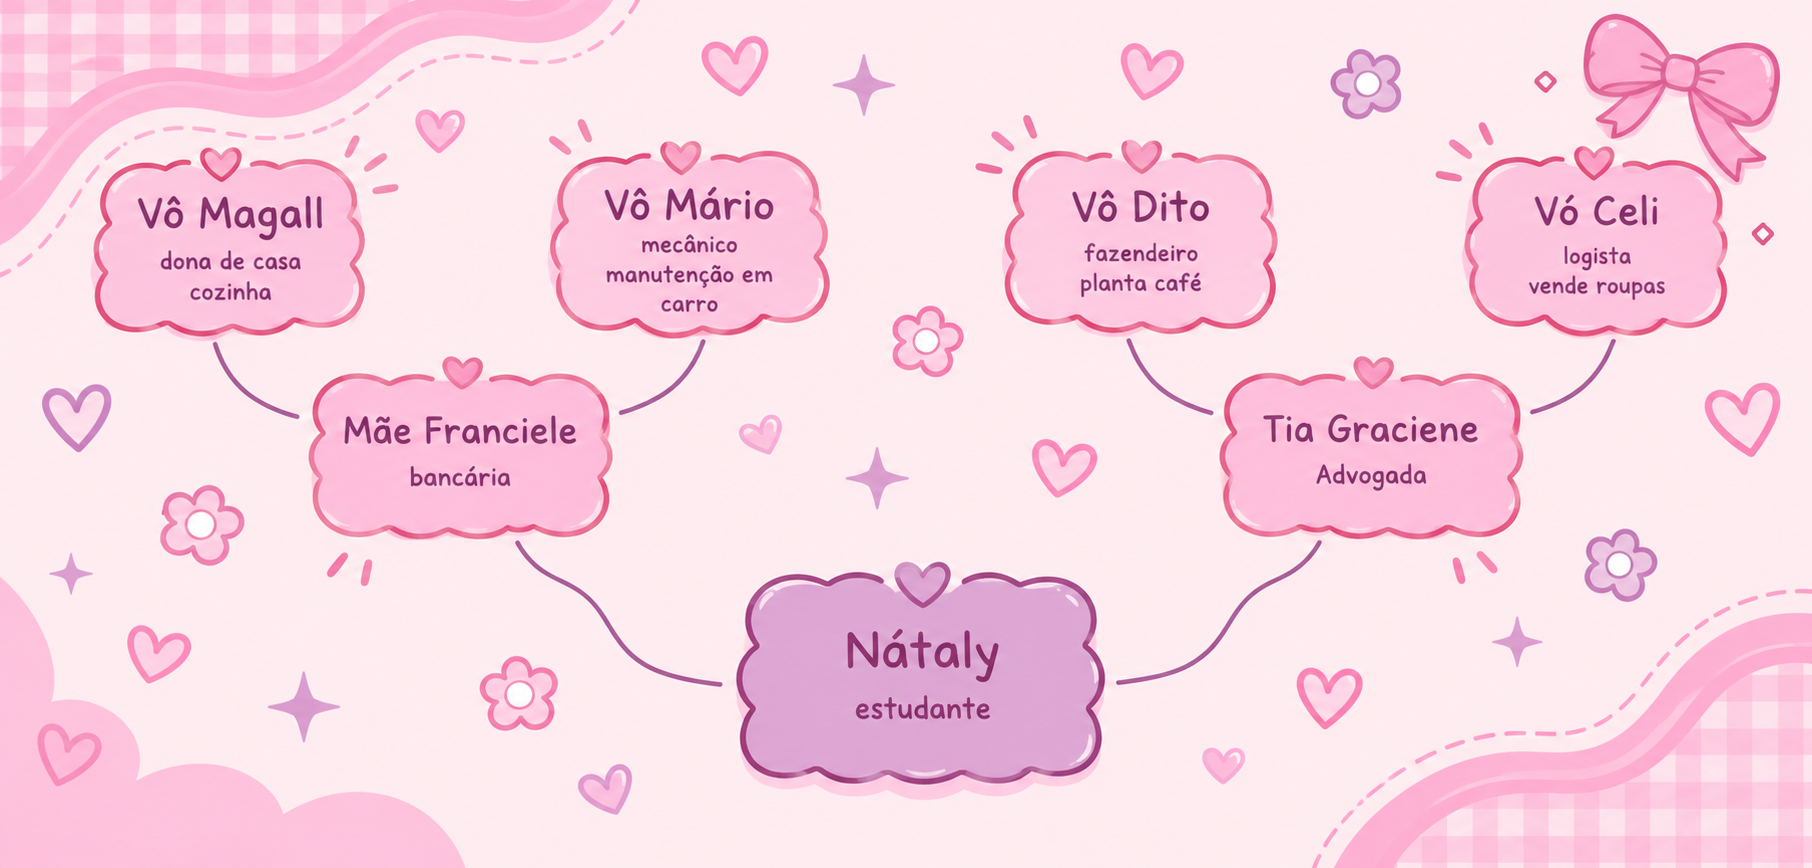 Vô Magall
dona de casa
cozinha
Vô Mário
mecânico
manutenção em
carro
Vô Dito
fazendeiro
planta café
Vó Celi
logista
vende roupas
Mãe Franciele
bancária
Tia Graciene
Advogada
Nátaly
estudante